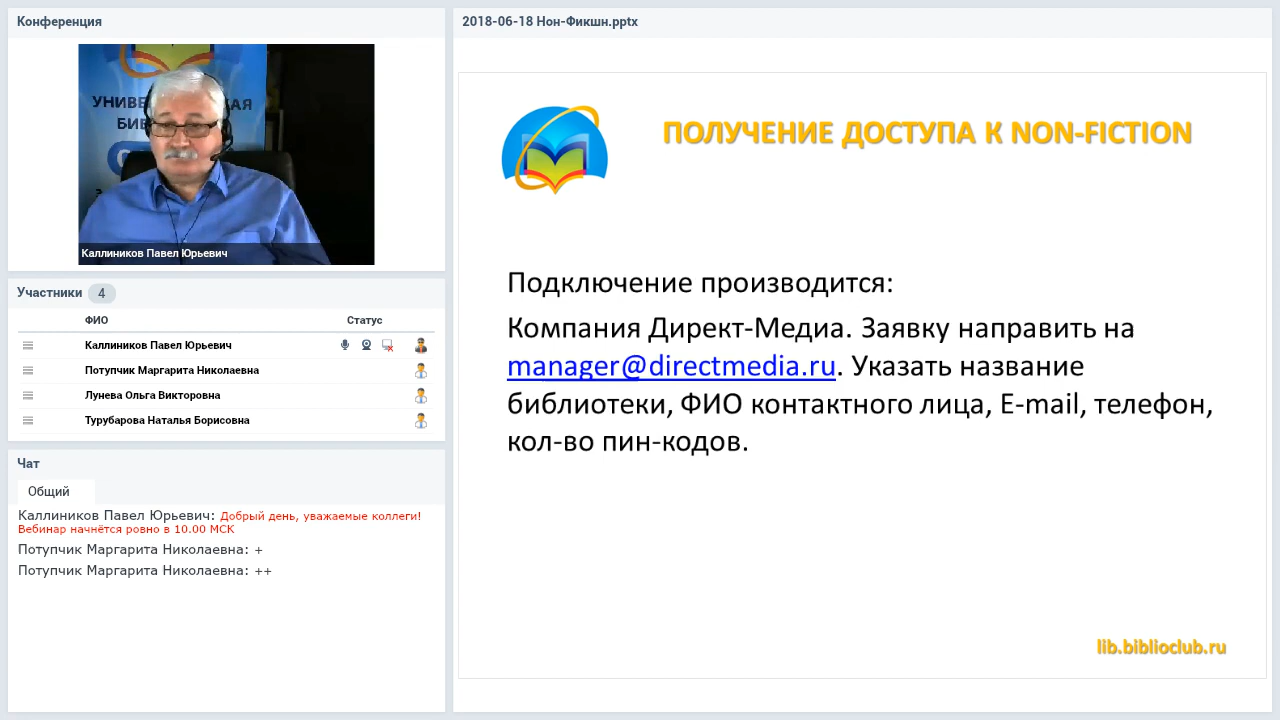 Конференция
УНИВЕР
КАЯ
БИБ
Каллиников Павел Юрьевич
Участники 4
ФИО Статус
Каллиников Павел Юрьевич
Потупчик Маргарита Николаевна
Лунева Ольга Викторовна
Турубарова Наталья Борисовна
Чат
Общий
Каллиников Павел Юрьевич: Добрый день, уважаемые коллеги!
Вебинар начнётся ровно в 10.00 МСК
Потупчик Маргарита Николаевна: +
Потупчик Маргарита Николаевна: ++
2018-06-18 Нон-Фикшн.pptx
ПОЛУЧЕНИЕ ДОСТУПА К NON-FICTION
Подключение производится:
Компания Директ-Медиа. Заявку направить на
manager@directmedia.ru. Указать название
библиотеки, ФИО контактного лица, E-mail, телефон,
кол-во пин-кодов.
lib.biblioclub.ru